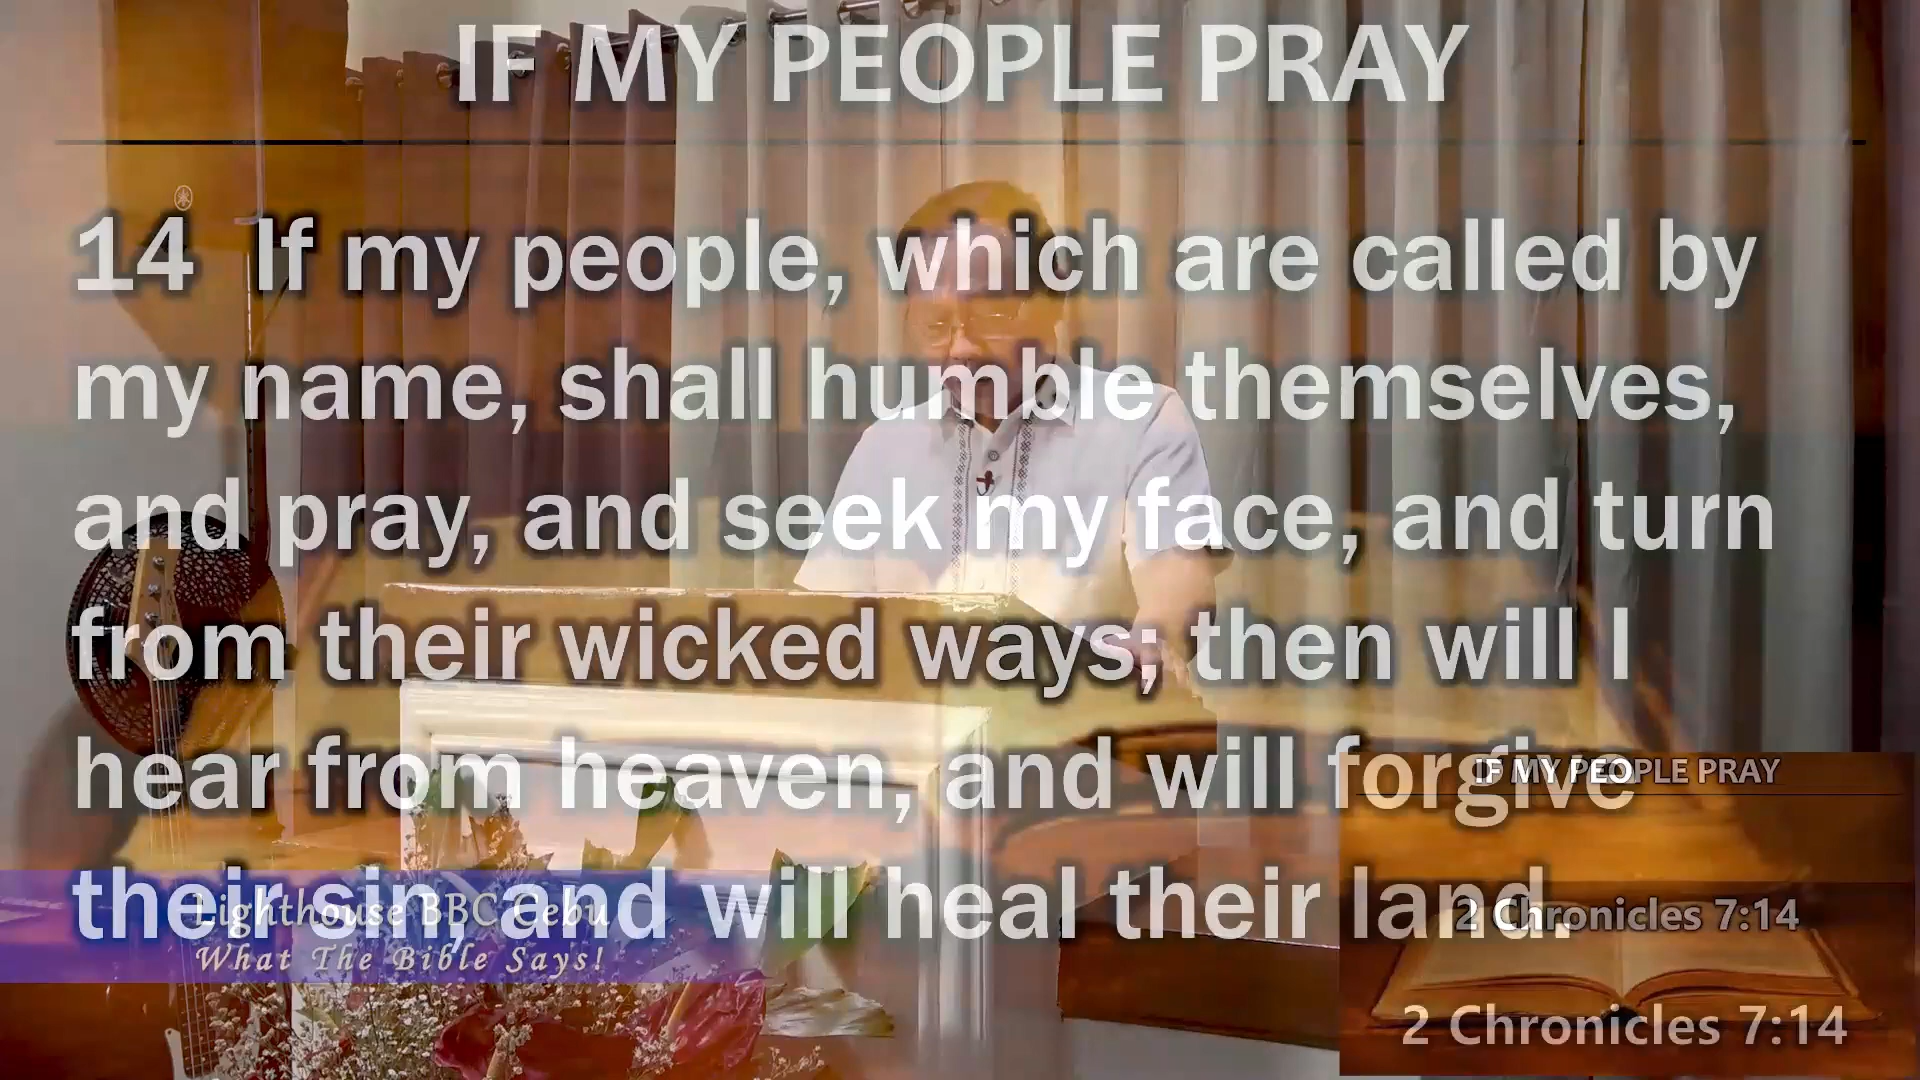 IF MY PEOPLE PRAY
14 If my people, which are called by
my name, shall humble themselves,
and pray, and seek my face, and turn
from their wicked ways; then will I
hear from heaven, and will forgive
their sin, and will heal their land.
Lighthouse BBC Cebu
What The Bible Says!
IF MY PEOPLE PRAY
2 Chronicles 7:14
2 Chronicles 7:14